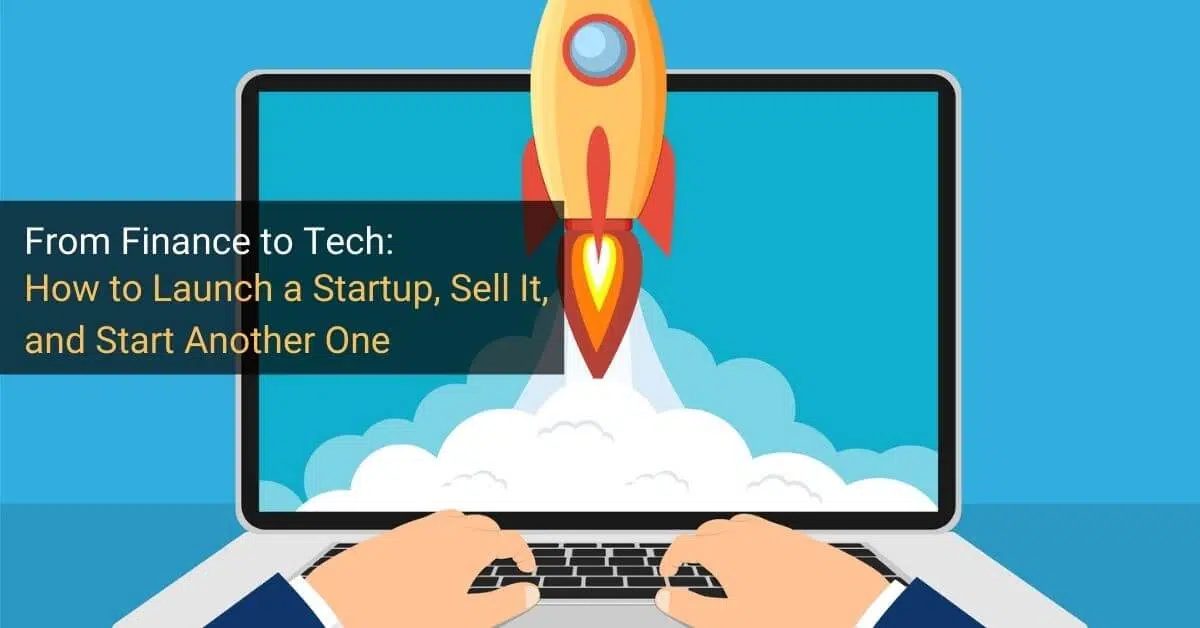 From Finance to Tech:
How to Launch a Startup, Sell It,
and Start Another One